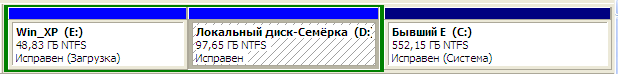 Win_XP (E:)
48,83 ГБ NTFS
Исправен (Загрузка)
Локальный диск-Семёрка (D:
97,65 ГБ NTFS
Исправен
Бывший Е (C:)
552,15 ГБ NTFS
Исправен (Система)